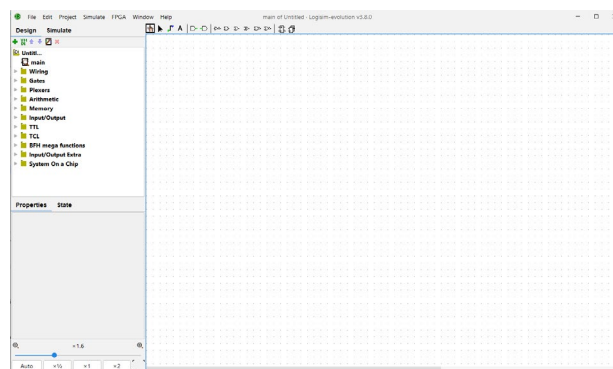 File Edit Project Simulate FPGA Window Help main of Untitled · Logisim-evolution v3.8.0
Design Simulate
Untitl...
main
Wiring
Gates
Plexers
Arithmetic
Memory
Input/Output
TTL
TCL
BFH mega functions
Input/Output Extra
System On a Chip
Properties State
×1.6
Auto ×½ ×1 ×2